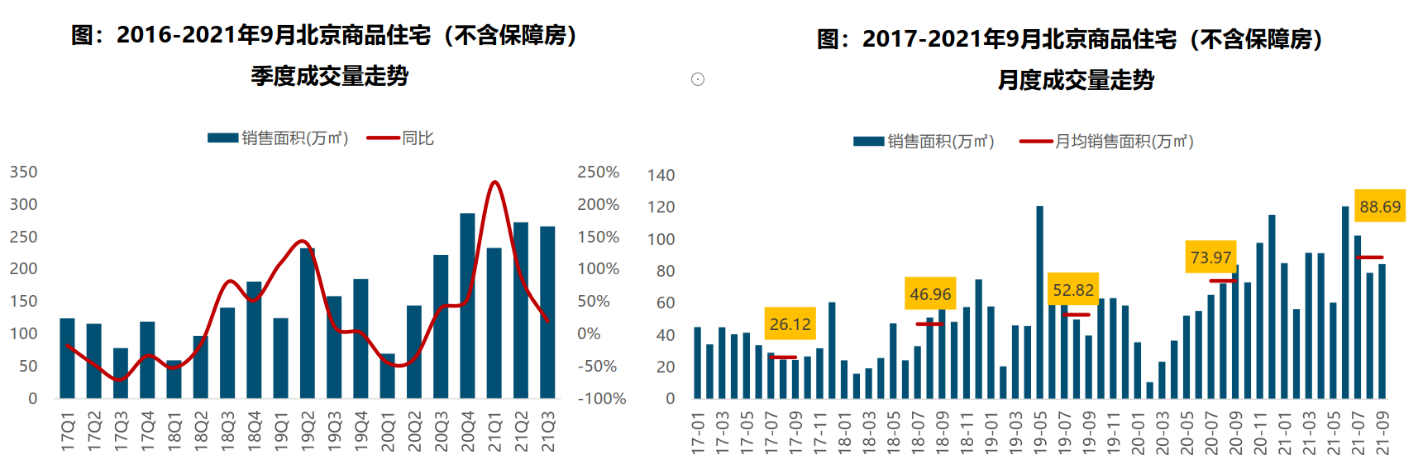 图：2016-2021年9月北京商品住宅（不含保障房）
季度成交量走势
销售面积(万㎡)
同比
350
300
250
200
150
100
50
0
250%
200%
150%
100%
50%
0%
-50%
-100%
17Q1
17Q2
17Q3
17Q4
18Q1
18Q2
18Q3
18Q4
19Q1
19Q2
19Q3
19Q4
20Q1
20Q2
20Q3
20Q4
21Q1
21Q2
21Q3
图：2017-2021年9月北京商品住宅（不含保障房）
月度成交量走势
销售面积(万㎡)
月均销售面积(万㎡)
140
120
100
80
60
40
20
0
26.12
46.96
52.82
73.97
88.69
17-01
17-03
17-05
17-07
17-09
17-11
18-01
18-03
18-05
18-07
18-09
18-11
19-01
19-03
19-05
19-07
19-09
19-11
20-01
20-03
20-05
20-07
20-09
20-11
21-01
21-03
21-05
21-07
21-09